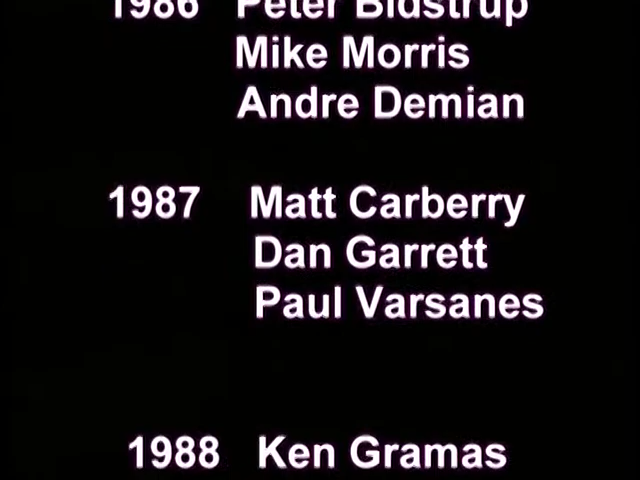 1986 Peter Bidstrup
Mike Morris
Andre Demian
1987 Matt Carberry
Dan Garrett
Paul Varsanes
1988 Ken Gramas